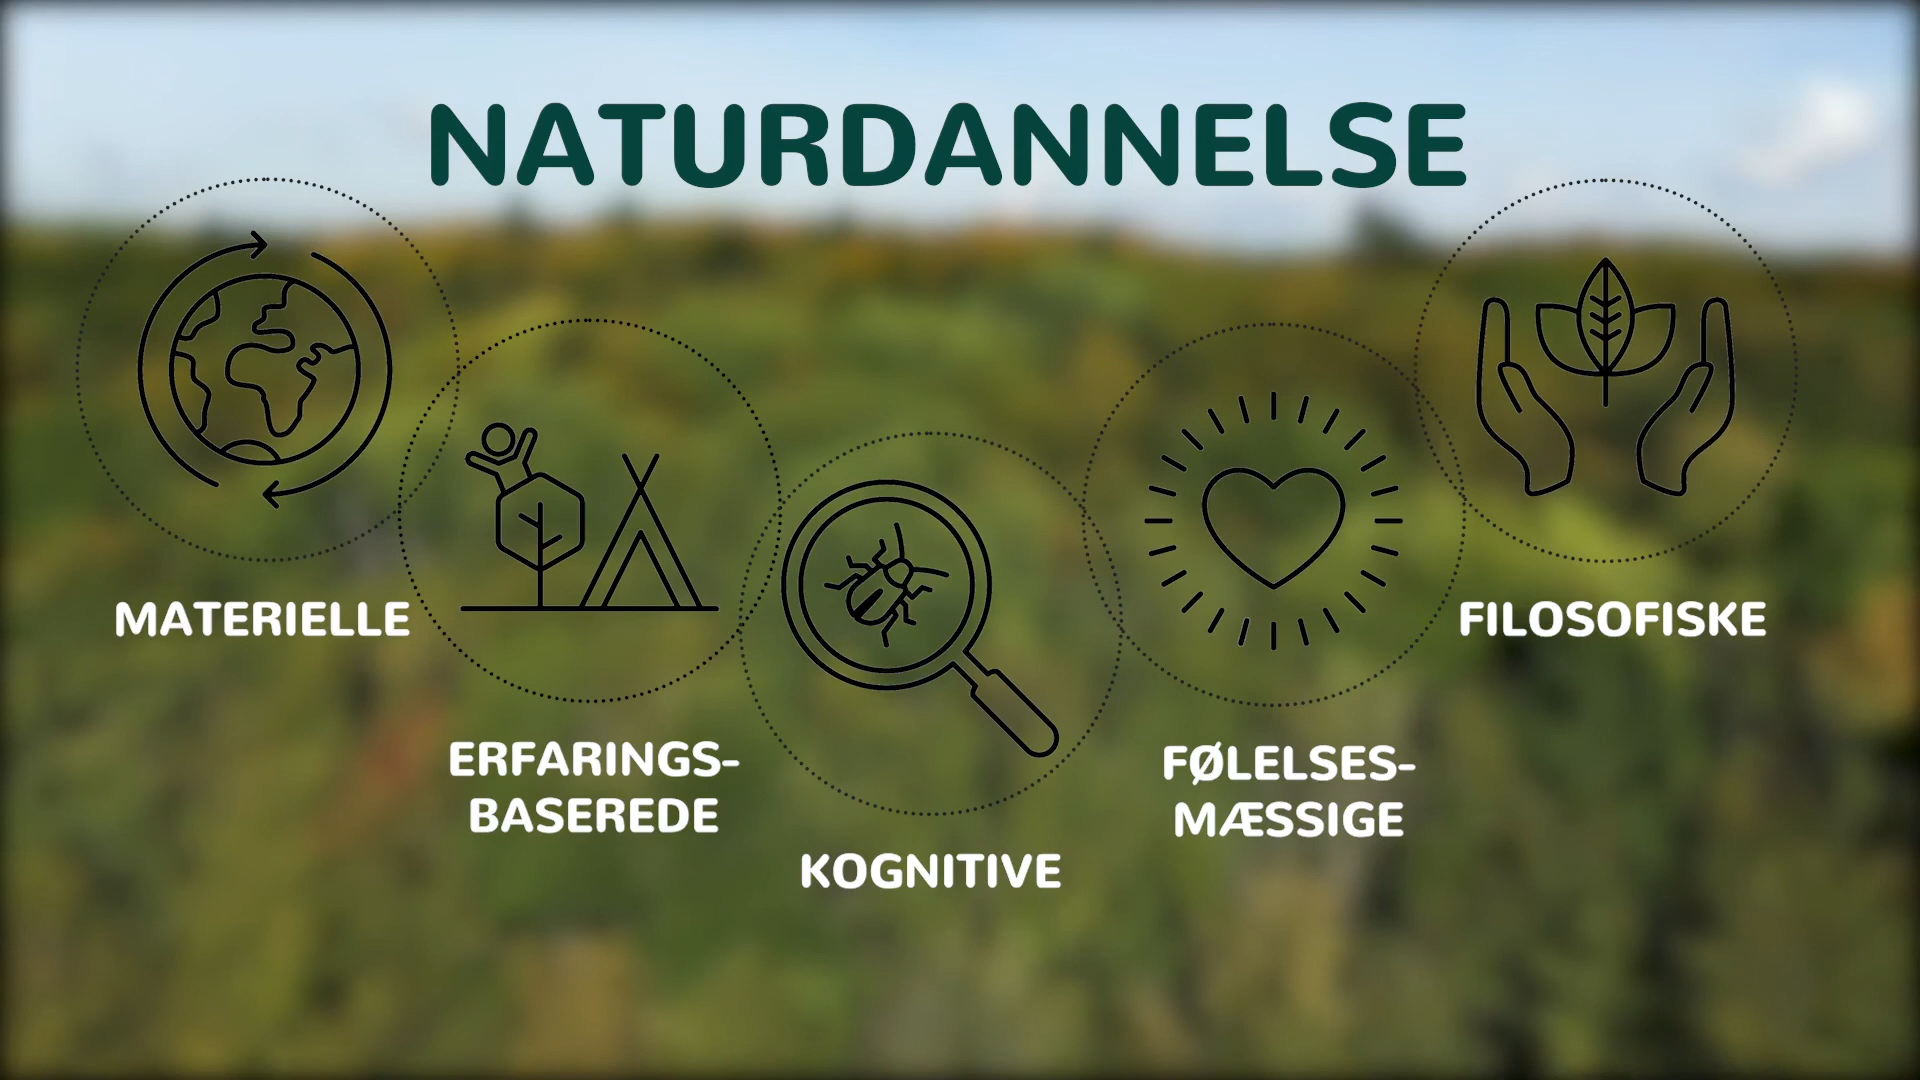 NATURDANNELSE
MATERIELLE
ERFARINGS-
BASEREDE
KOGNITIVE
FØLELSES-
MÆSSIGE
FILOSOFISKE